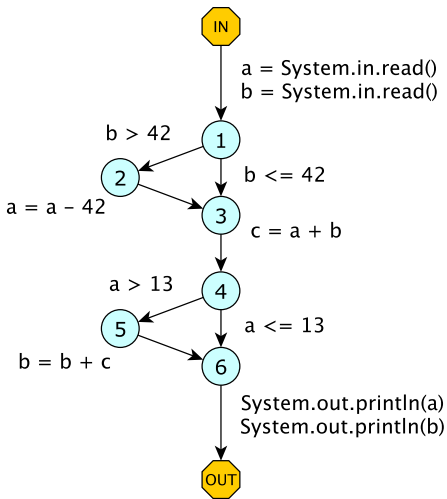 IN
a = System.in.read()
b = System.in.read()
b > 42
1
2
b <= 42
a = a - 42
3
c = a + b
a > 13
4
5
a <= 13
b = b + c
6
System.out.println(a)
System.out.println(b)
OUT